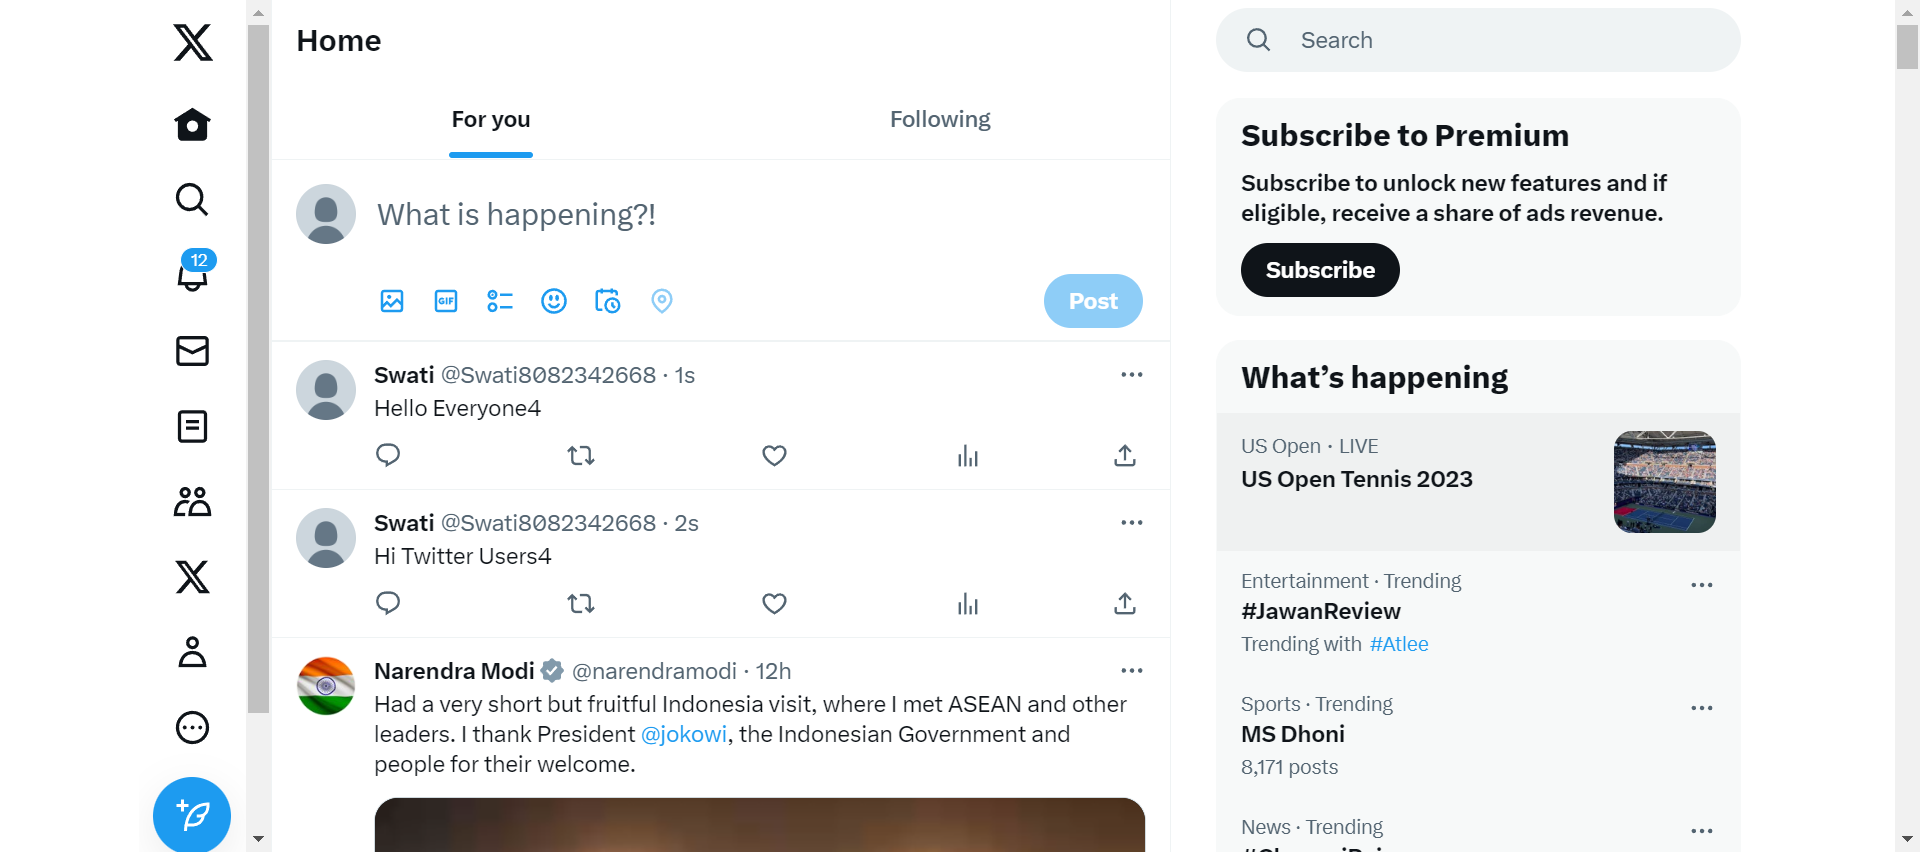 Home
For you
Following
What is happening?!
GIF
Post
12
Swati @Swati8082342668 · 1s
Hello Everyone4
Swati @Swati8082342668 · 2s
Hi Twitter Users4
Narendra Modi @narendramodi · 12h
Had a very short but fruitful Indonesia visit, where I met ASEAN and other
leaders. I thank President @jokowi, the Indonesian Government and
people for their welcome.
Search
Subscribe to Premium
Subscribe to unlock new features and if
eligible, receive a share of ads revenue.
Subscribe
What’s happening
US Open · LIVE
US Open Tennis 2023
Entertainment · Trending
#JawanReview
Trending with #Atlee
Sports · Trending
MS Dhoni
8,171 posts
News · Trending